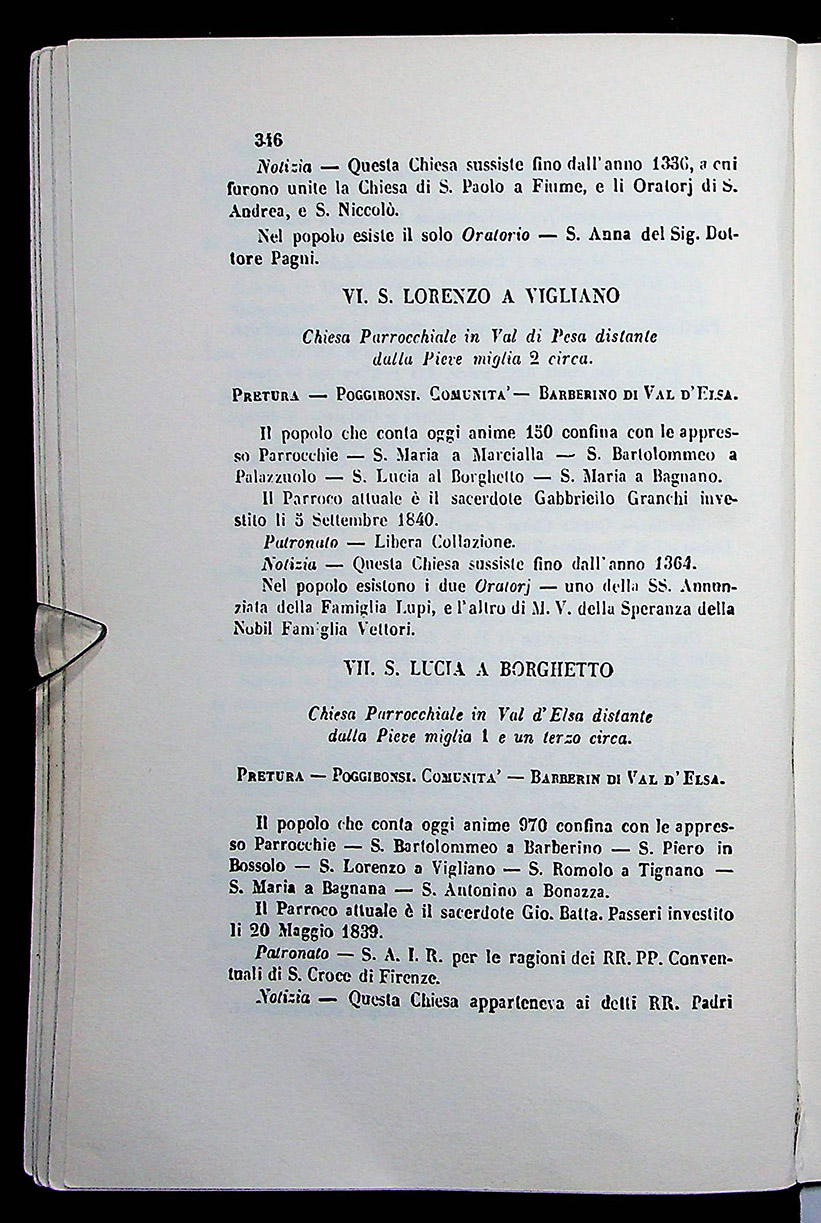 346
Notizia — Questa Chiesa sussiste fino dall'anno 1336, a cui
furono unite la Chiesa di S. Paolo a Fiume, e li Oratorj di S.
Andrea, e S. Niccolò.
Nel popolo esiste il solo Oratorio — S. Anna del Sig. Dot-
tore Pagni.
VI. S. LORENZO A VIGLIANO
Chiesa Parrocchiale in Val di Pesa distante
dalla Pieve miglia 2 circa.
PRETURA — POGGIBONSI. COMUNITA' — BARBERINO DI VAL D'ELSA.
Il popolo che conta oggi anime 150 confina con le appres-
so Parrocchie — S. Maria a Marcialla — S. Bartolommeo a
Palazzuolo — S. Lucia al Borghetto — S. Maria a Bagnano.
Il Parroco attuale è il sacerdote Gabbriello Granchi inve-
stito li 5 Settembre 1840.
Patronato — Libera Collazione.
Notizia — Questa Chiesa sussiste fino dall'anno 1364.
Nel popolo esistono i due Oratorj — uno della SS. Annun-
ziata della Famiglia Lupi, e l'altro di M. V. della Speranza della
Nobil Famiglia Vettori.
VII. S. LUCIA A BORGHETTO
Chiesa Parrocchiale in Val d'Elsa distante
dalla Pieve miglia 1 e un terzo circa.
PRETURA — POGGIBONSI. COMUNITA' — BARBERIN DI VAL D'ELSA.
Il popolo che conta oggi anime 970 confina con le appres-
so Parrocchie — S. Bartolommeo a Barberino — S. Piero in
Bossolo — S. Lorenzo a Vigliano — S. Romolo a Tignano —
S. Maria a Bagnana — S. Antonino a Bonazza.
Il Parroco attuale è il sacerdote Gio. Batta. Passeri investito
li 20 Maggio 1839.
Patronato — S. A. I. R. per le ragioni dei RR. PP. Conven-
tuali di S. Croce di Firenze.
Notizia — Questa Chiesa apparteneva ai detti RR. Padri